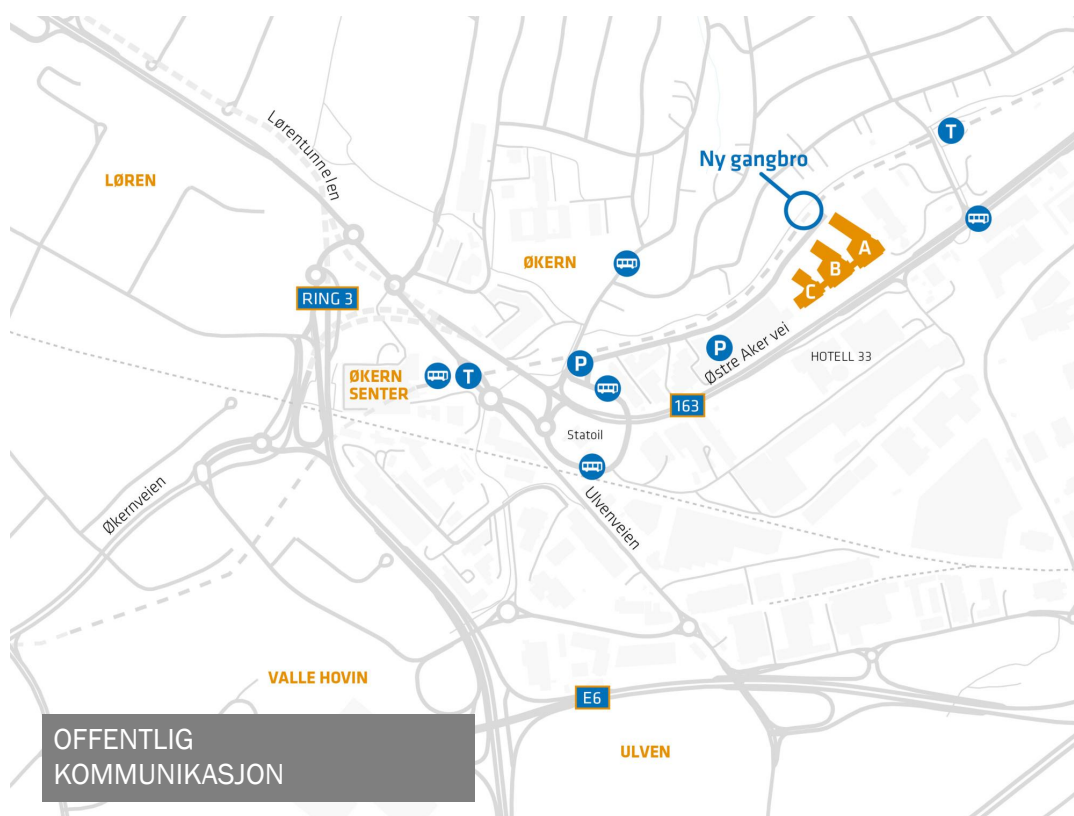 Lørentunnelen
T
Ny gangbro
LØREN
A
B
C
ØKERN
RING 3
P
Østre Aker vei
HOTELL 33
P
ØKERN
SENTER
T
163
Statoil
Økernveien
Ulvenveien
VALLE HOVIN
E6
ULVEN
OFFENTLIG
KOMMUNIKASJON